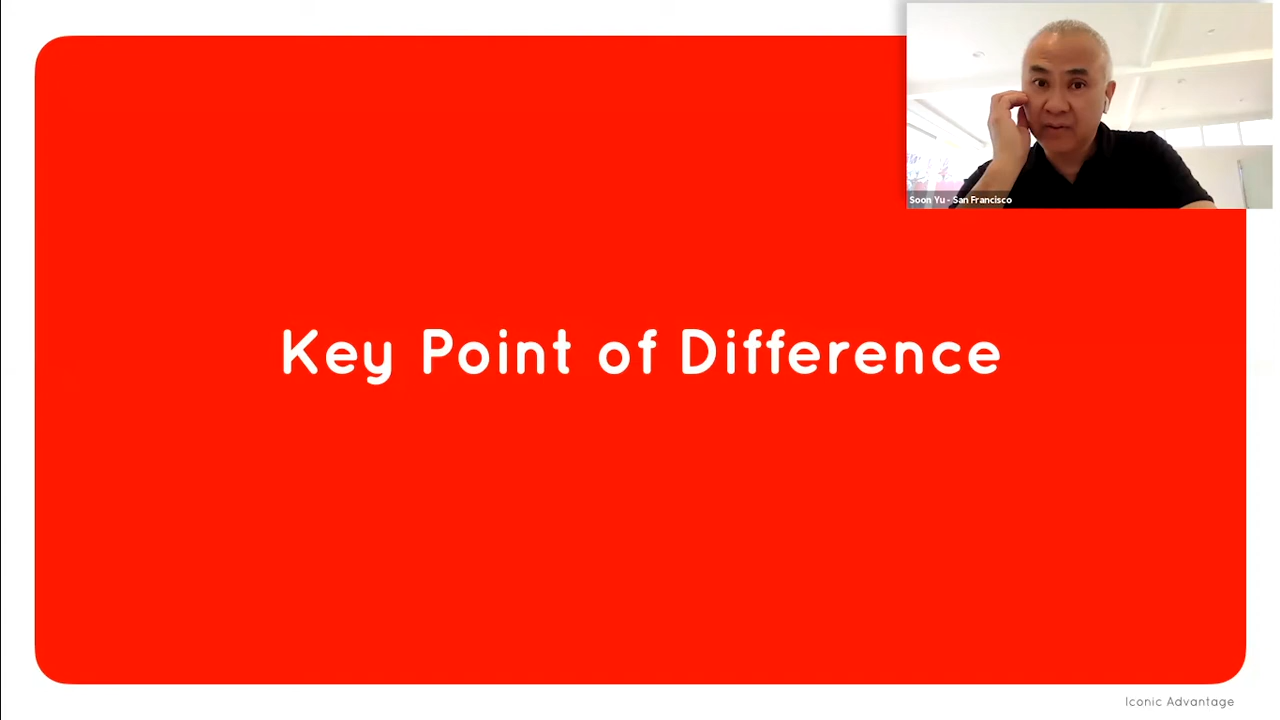 Soon Yu - San Francisco
Key Point of Difference
Iconic Advantage